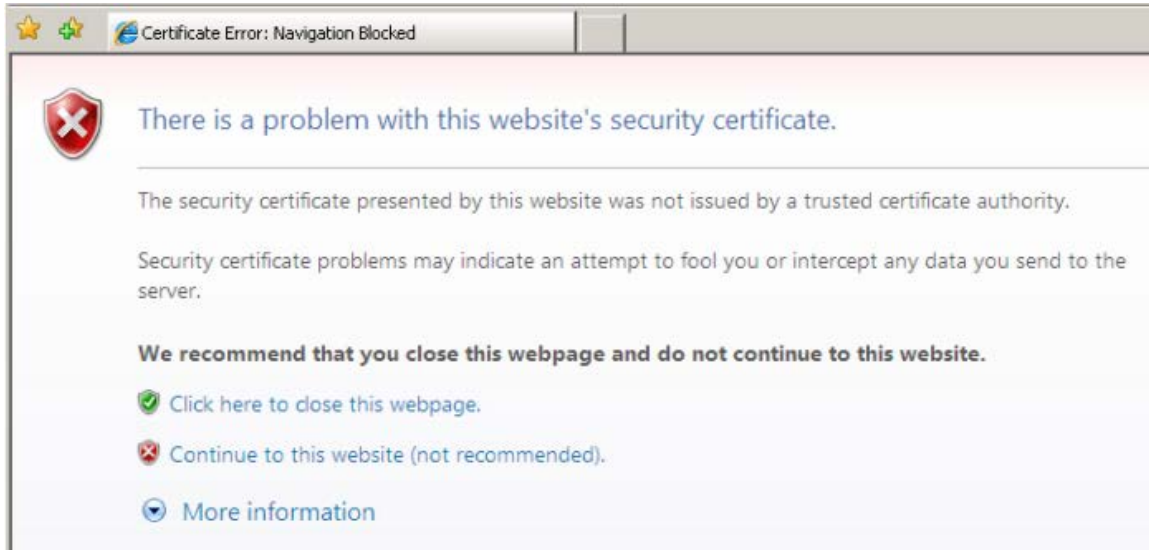 Certificate Error: Navigation Blocked
There is a problem with this website's security certificate.
The security certificate presented by this website was not issued by a trusted certificate authority.
Security certificate problems may indicate an attempt to fool you or intercept any data you send to the
server.
We recommend that you close this webpage and do not continue to this website.
Click here to close this webpage.
Continue to this website (not recommended).
More information